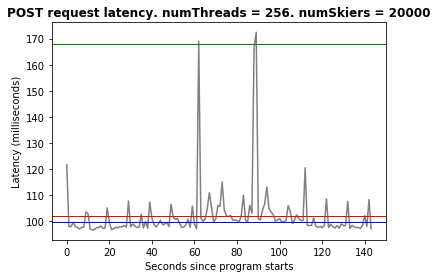 POST request latency. numThreads = 256. numSkiers = 20000
170
160
150
140
130
120
110
100
Latency (milliseconds)
0 20 40 60 80 100 120 140
Seconds since program starts